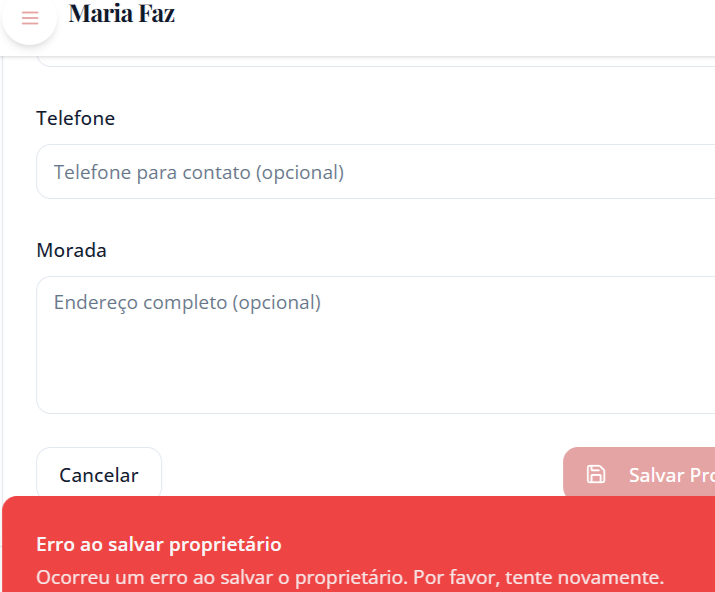 Maria Faz
Telefone
Telefone para contato (opcional)
Morada
Endereço completo (opcional)
Cancelar
Salvar Pro
Erro ao salvar proprietário
Ocorreu um erro ao salvar o proprietário. Por favor, tente novamente.